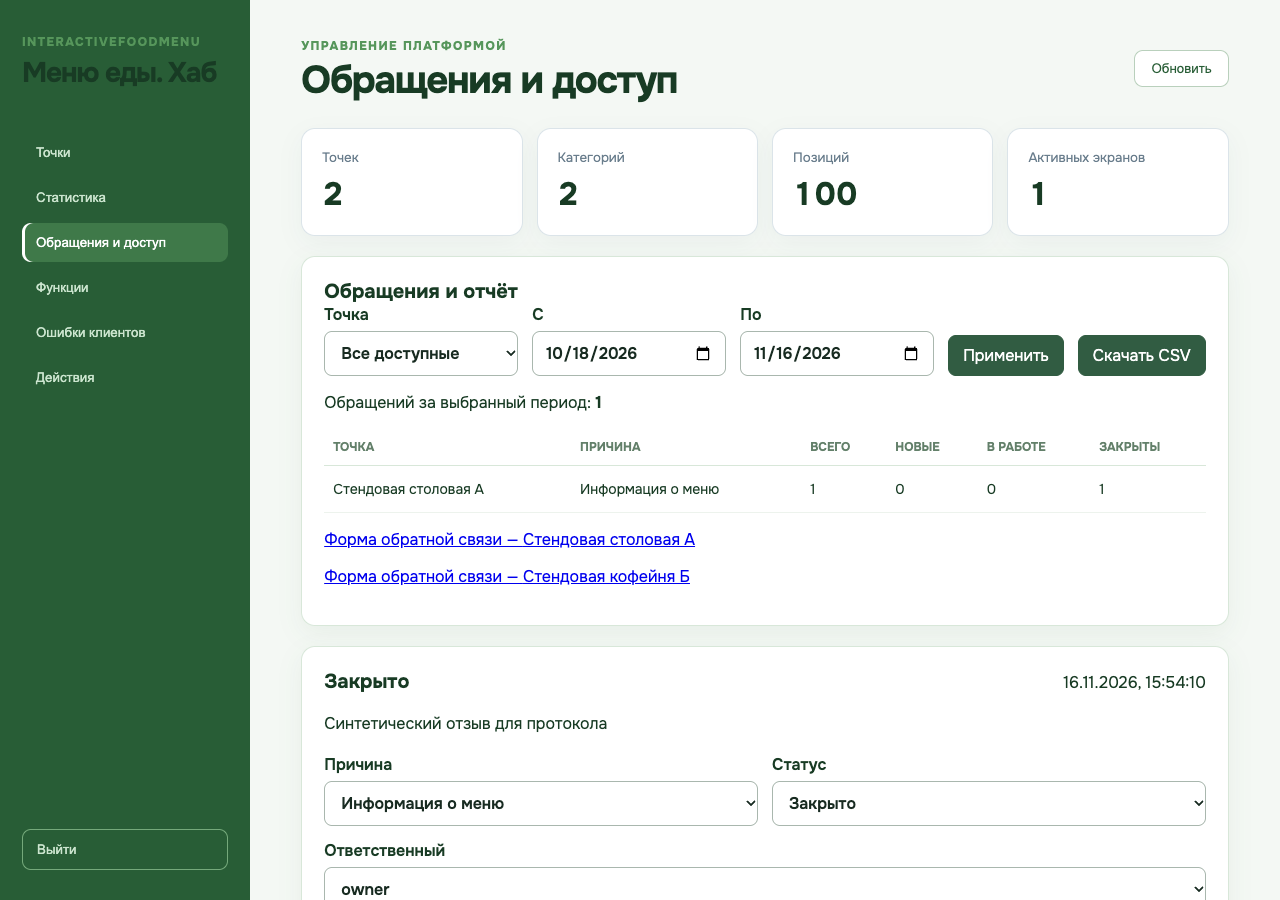 INTERACTIVEFOODMENU
Меню еды. Хаб
Точки
Статистика
Обращения и доступ
Функции
Ошибки клиентов
Действия
Выйти
УПРАВЛЕНИЕ ПЛАТФОРМОЙ
Обращения и доступ
Обновить
Точек
2
Категорий
2
Позиций
100
Активных экранов
1
Обращения и отчёт
Точка С По
Все доступные 10/18/2026 11/16/2026 Применить Скачать CSV
Обращений за выбранный период: 1
ТОЧКА ПРИЧИНА ВСЕГО НОВЫЕ В РАБОТЕ ЗАКРЫТЫ
Стендовая столовая А Информация о меню 1 0 0 1
Форма обратной связи — Стендовая столовая А
Форма обратной связи — Стендовая кофейня Б
Закрыто 16.11.2026, 15:54:10
Синтетический отзыв для протокола
Причина Статус
Информация о меню Закрыто
Ответственный
owner